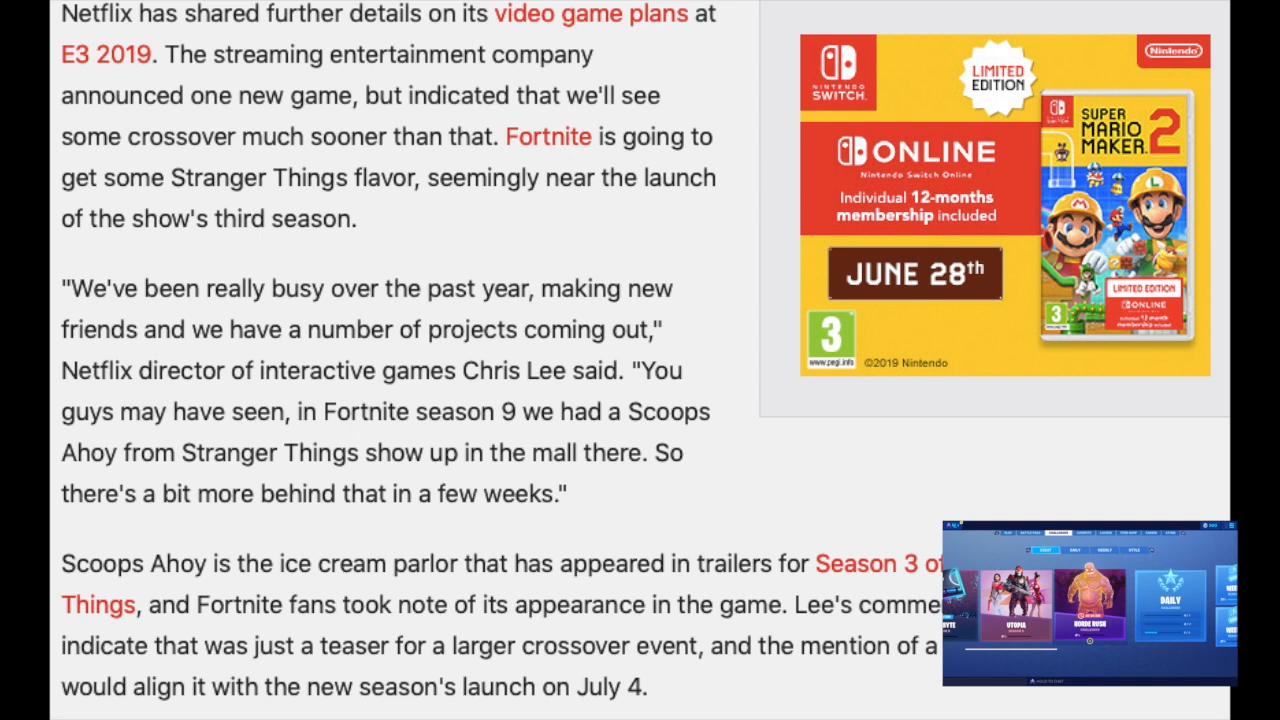 Netflix has shared further details on its video game plans at
E3 2019. The streaming entertainment company
announced one new game, but indicated that we'll see
some crossover much sooner than that. Fortnite is going to
get some Stranger Things flavor, seemingly near the launch
of the show's third season.
"We've been really busy over the past year, making new
friends and we have a number of projects coming out,"
Netflix director of interactive games Chris Lee said. "You
guys may have seen, in Fortnite season 9 we had a Scoops
Ahoy from Stranger Things show up in the mall there. So
there's a bit more behind that in a few weeks."
Scoops Ahoy is the ice cream parlor that has appeared in trailers for Season 3 of
Things, and Fortnite fans took note of its appearance in the game. Lee's comme
indicate that was just a teaser for a larger crossover event, and the mention of a
would align it with the new season's launch on July 4.
NINTENDO
SWITCH.
LIMITED
EDITION
Nintendo
ONLINE
Nintendo Switch Online
Individual 12-months
membership included
JUNE 28th
3
www.pegi.info
©2019 Nintendo
SUPER
MARIO
MAKER 2
LIMITED EDITION
ONLINE
Individual 12 month
membership included
3
UTOPIA
HORDE RUSH
DAILY